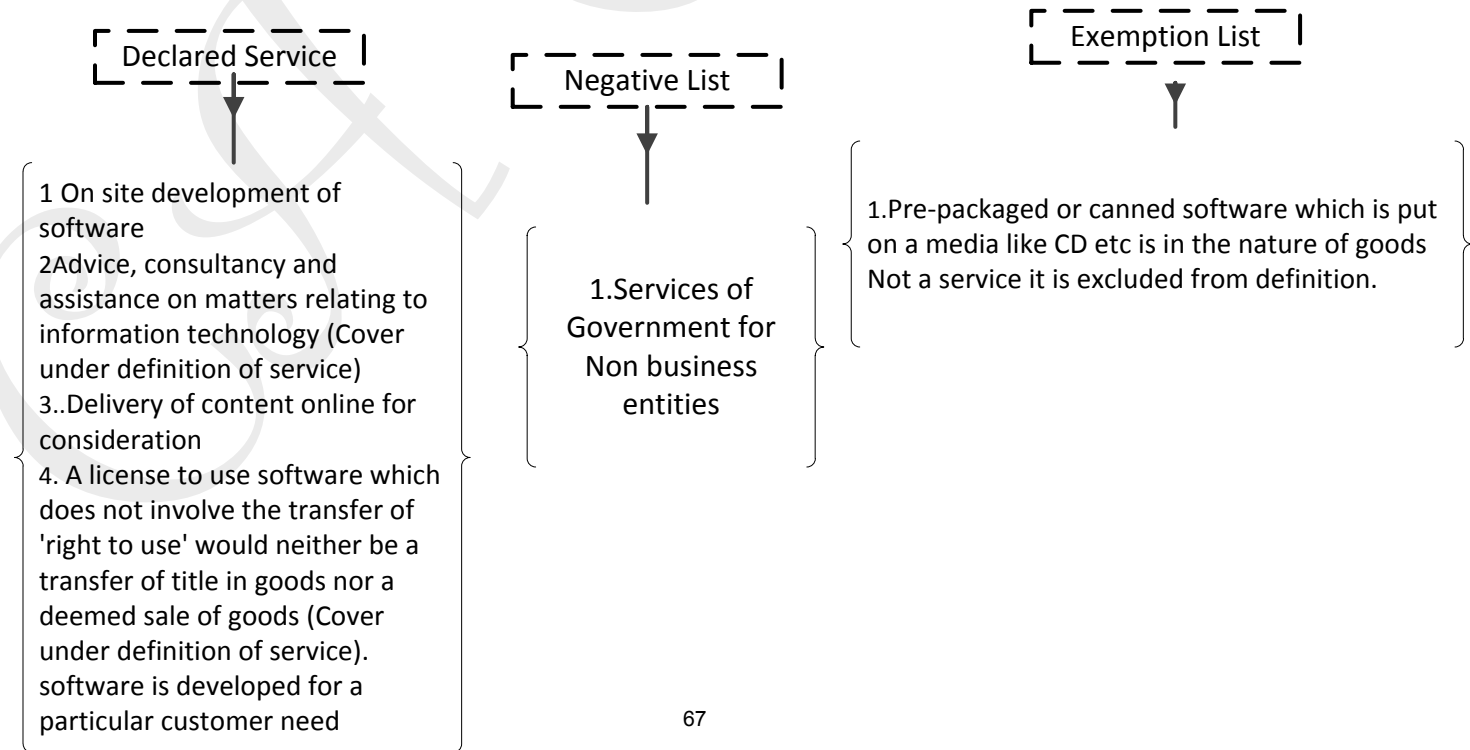 Declared Service
1 On site development of
software
2Advice, consultancy and
assistance on matters relating to
information technology (Cover
under definition of service)
3..Delivery of content online for
consideration
4. A license to use software which
does not involve the transfer of
'right to use' would neither be a
transfer of title in goods nor a
deemed sale of goods (Cover
under definition of service).
software is developed for a
particular customer need
Negative List
1.Services of
Government for
Non business
entities
Exemption List
1.Pre-packaged or canned software which is put
on a media like CD etc is in the nature of goods
Not a service it is excluded from definition.
67